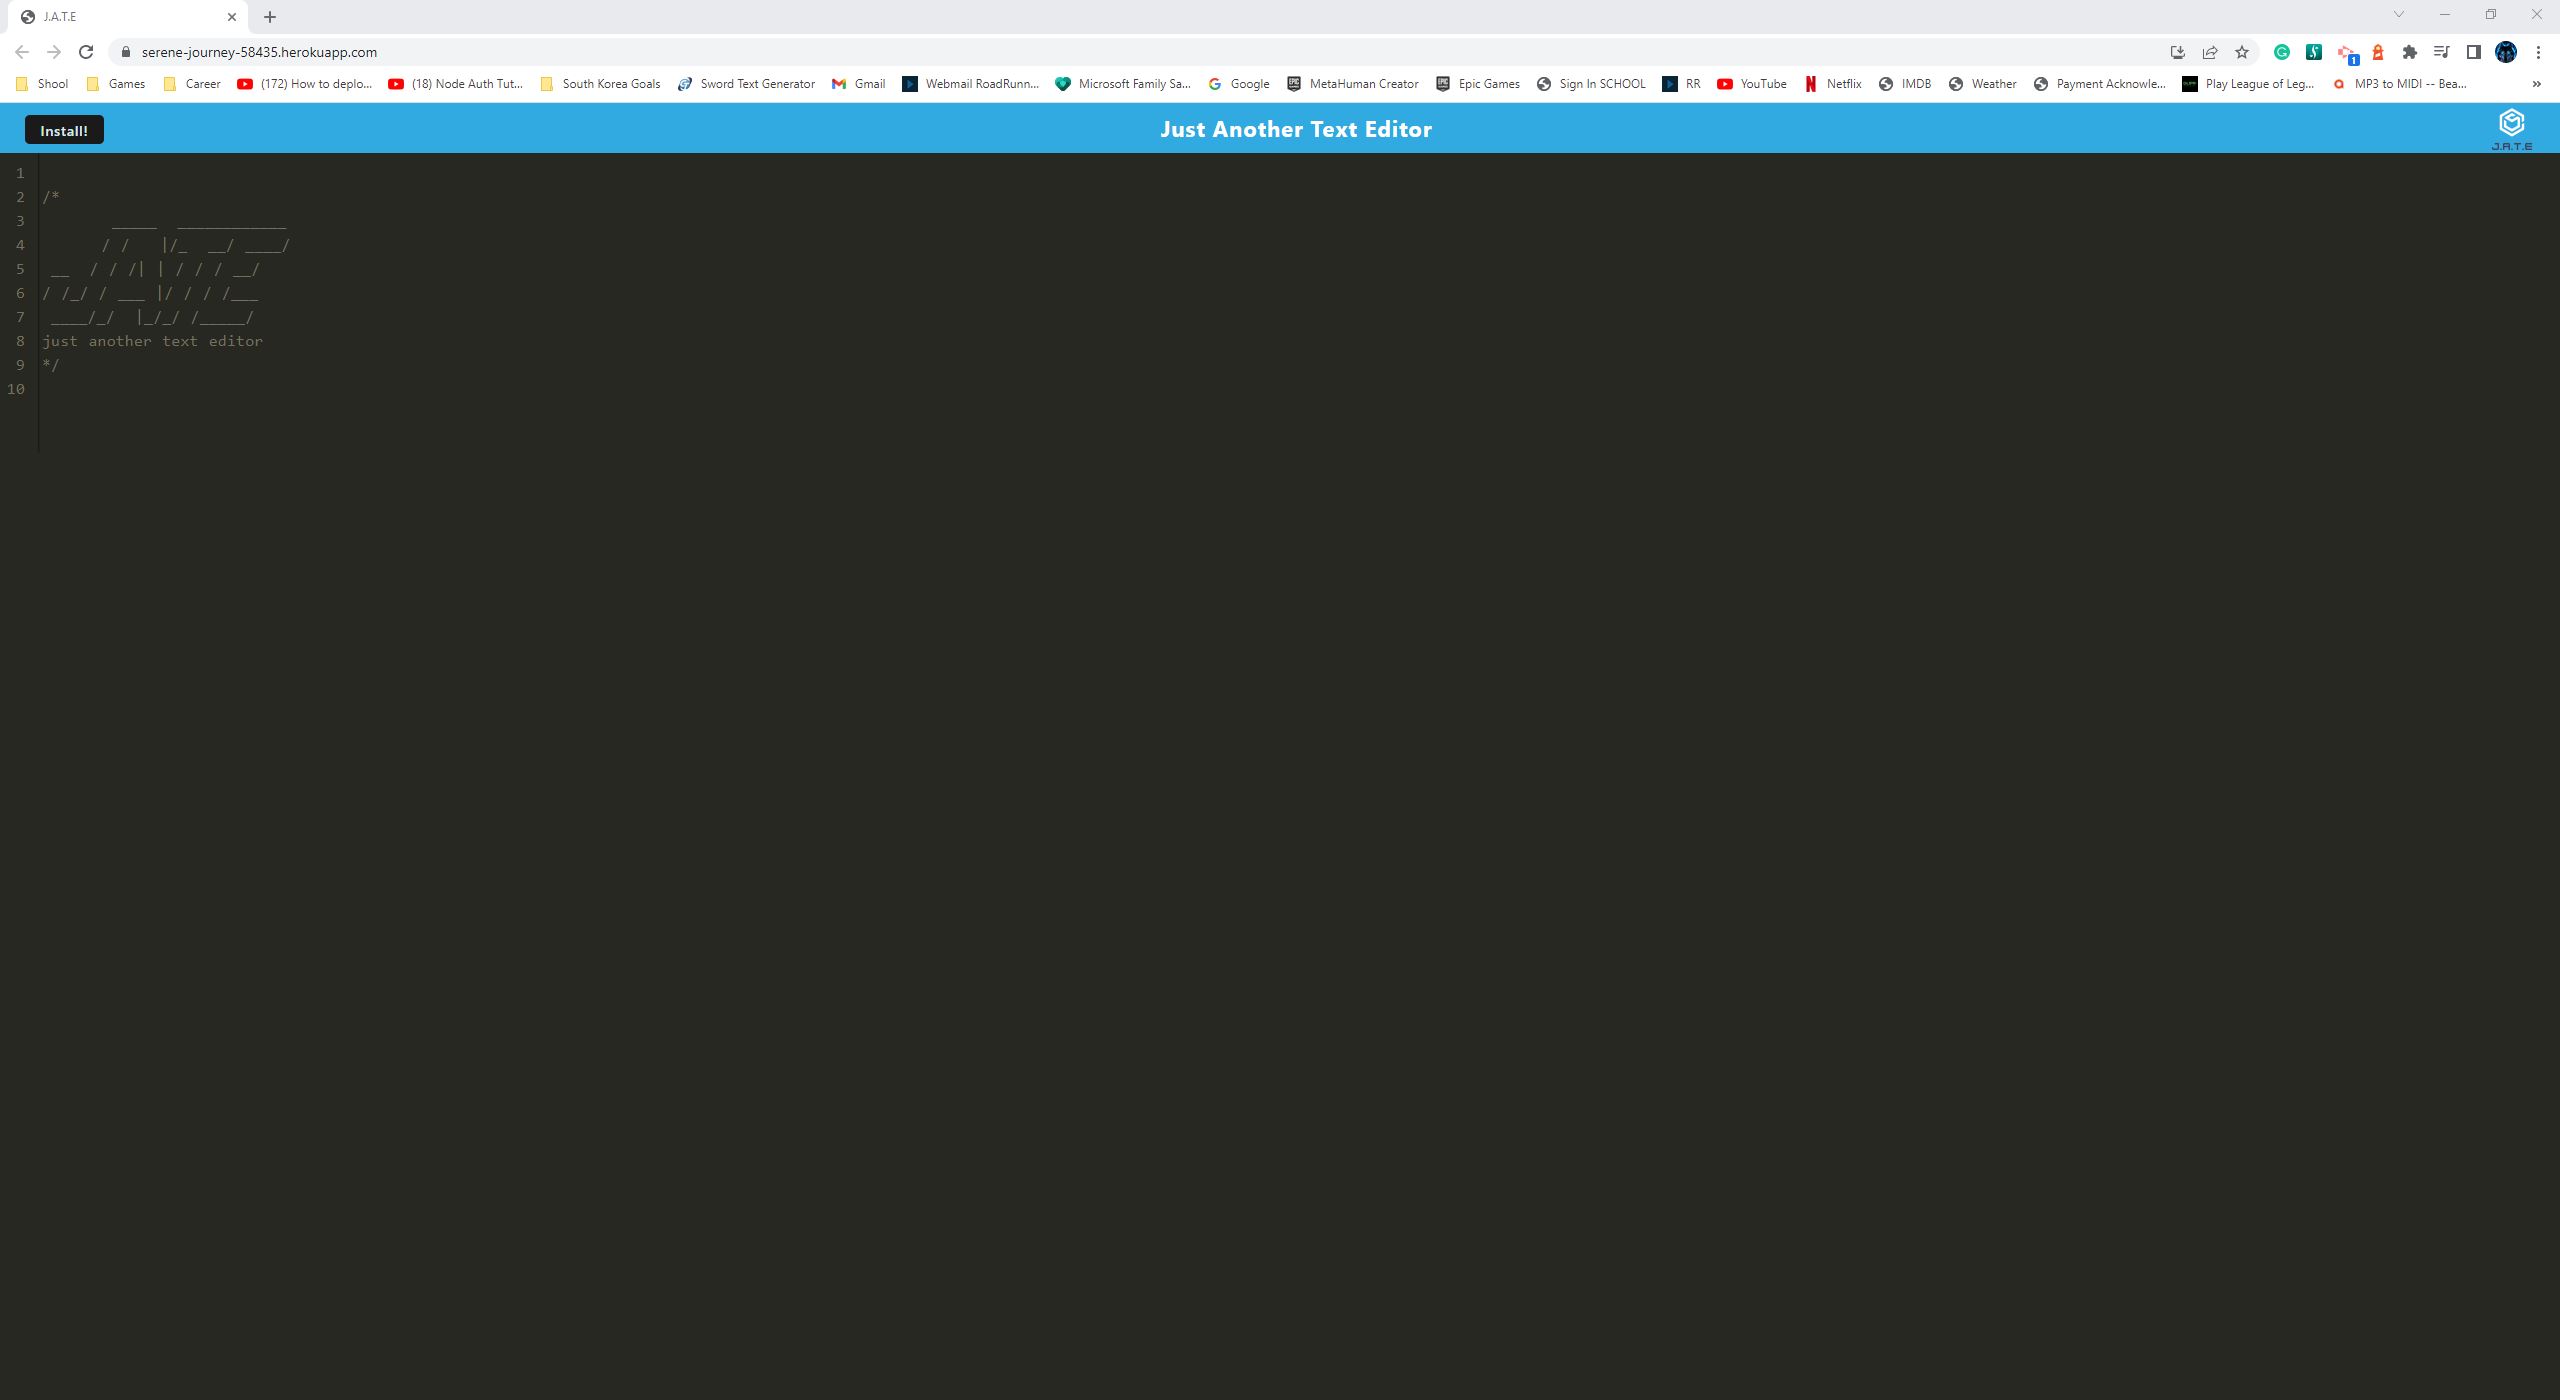 J.A.T.E
serene-journey-58435.herokuapp.com
1
Shool Games Career (172) How to deplo... (18) Node Auth Tut... South Korea Goals Sword Text Generator Gmail Webmail RoadRunn... Microsoft Family Sa... Google MetaHuman Creator Epic Games Sign In SCHOOL RR YouTube Netflix IMDB Weather Payment Acknowle... Play League of Leg... MP3 to MIDI -- Bea... »
Install! Just Another Text Editor J.A.T.E
1
2 /*
3        _____  ____________
4       / /   |/_  __/ ____/
5  __  / / /| | / / / __/
6 / /_/ / ___ |/ / / /___
7  ____/_/  |_/_/ /_____/
8 just another text editor
9 */
10